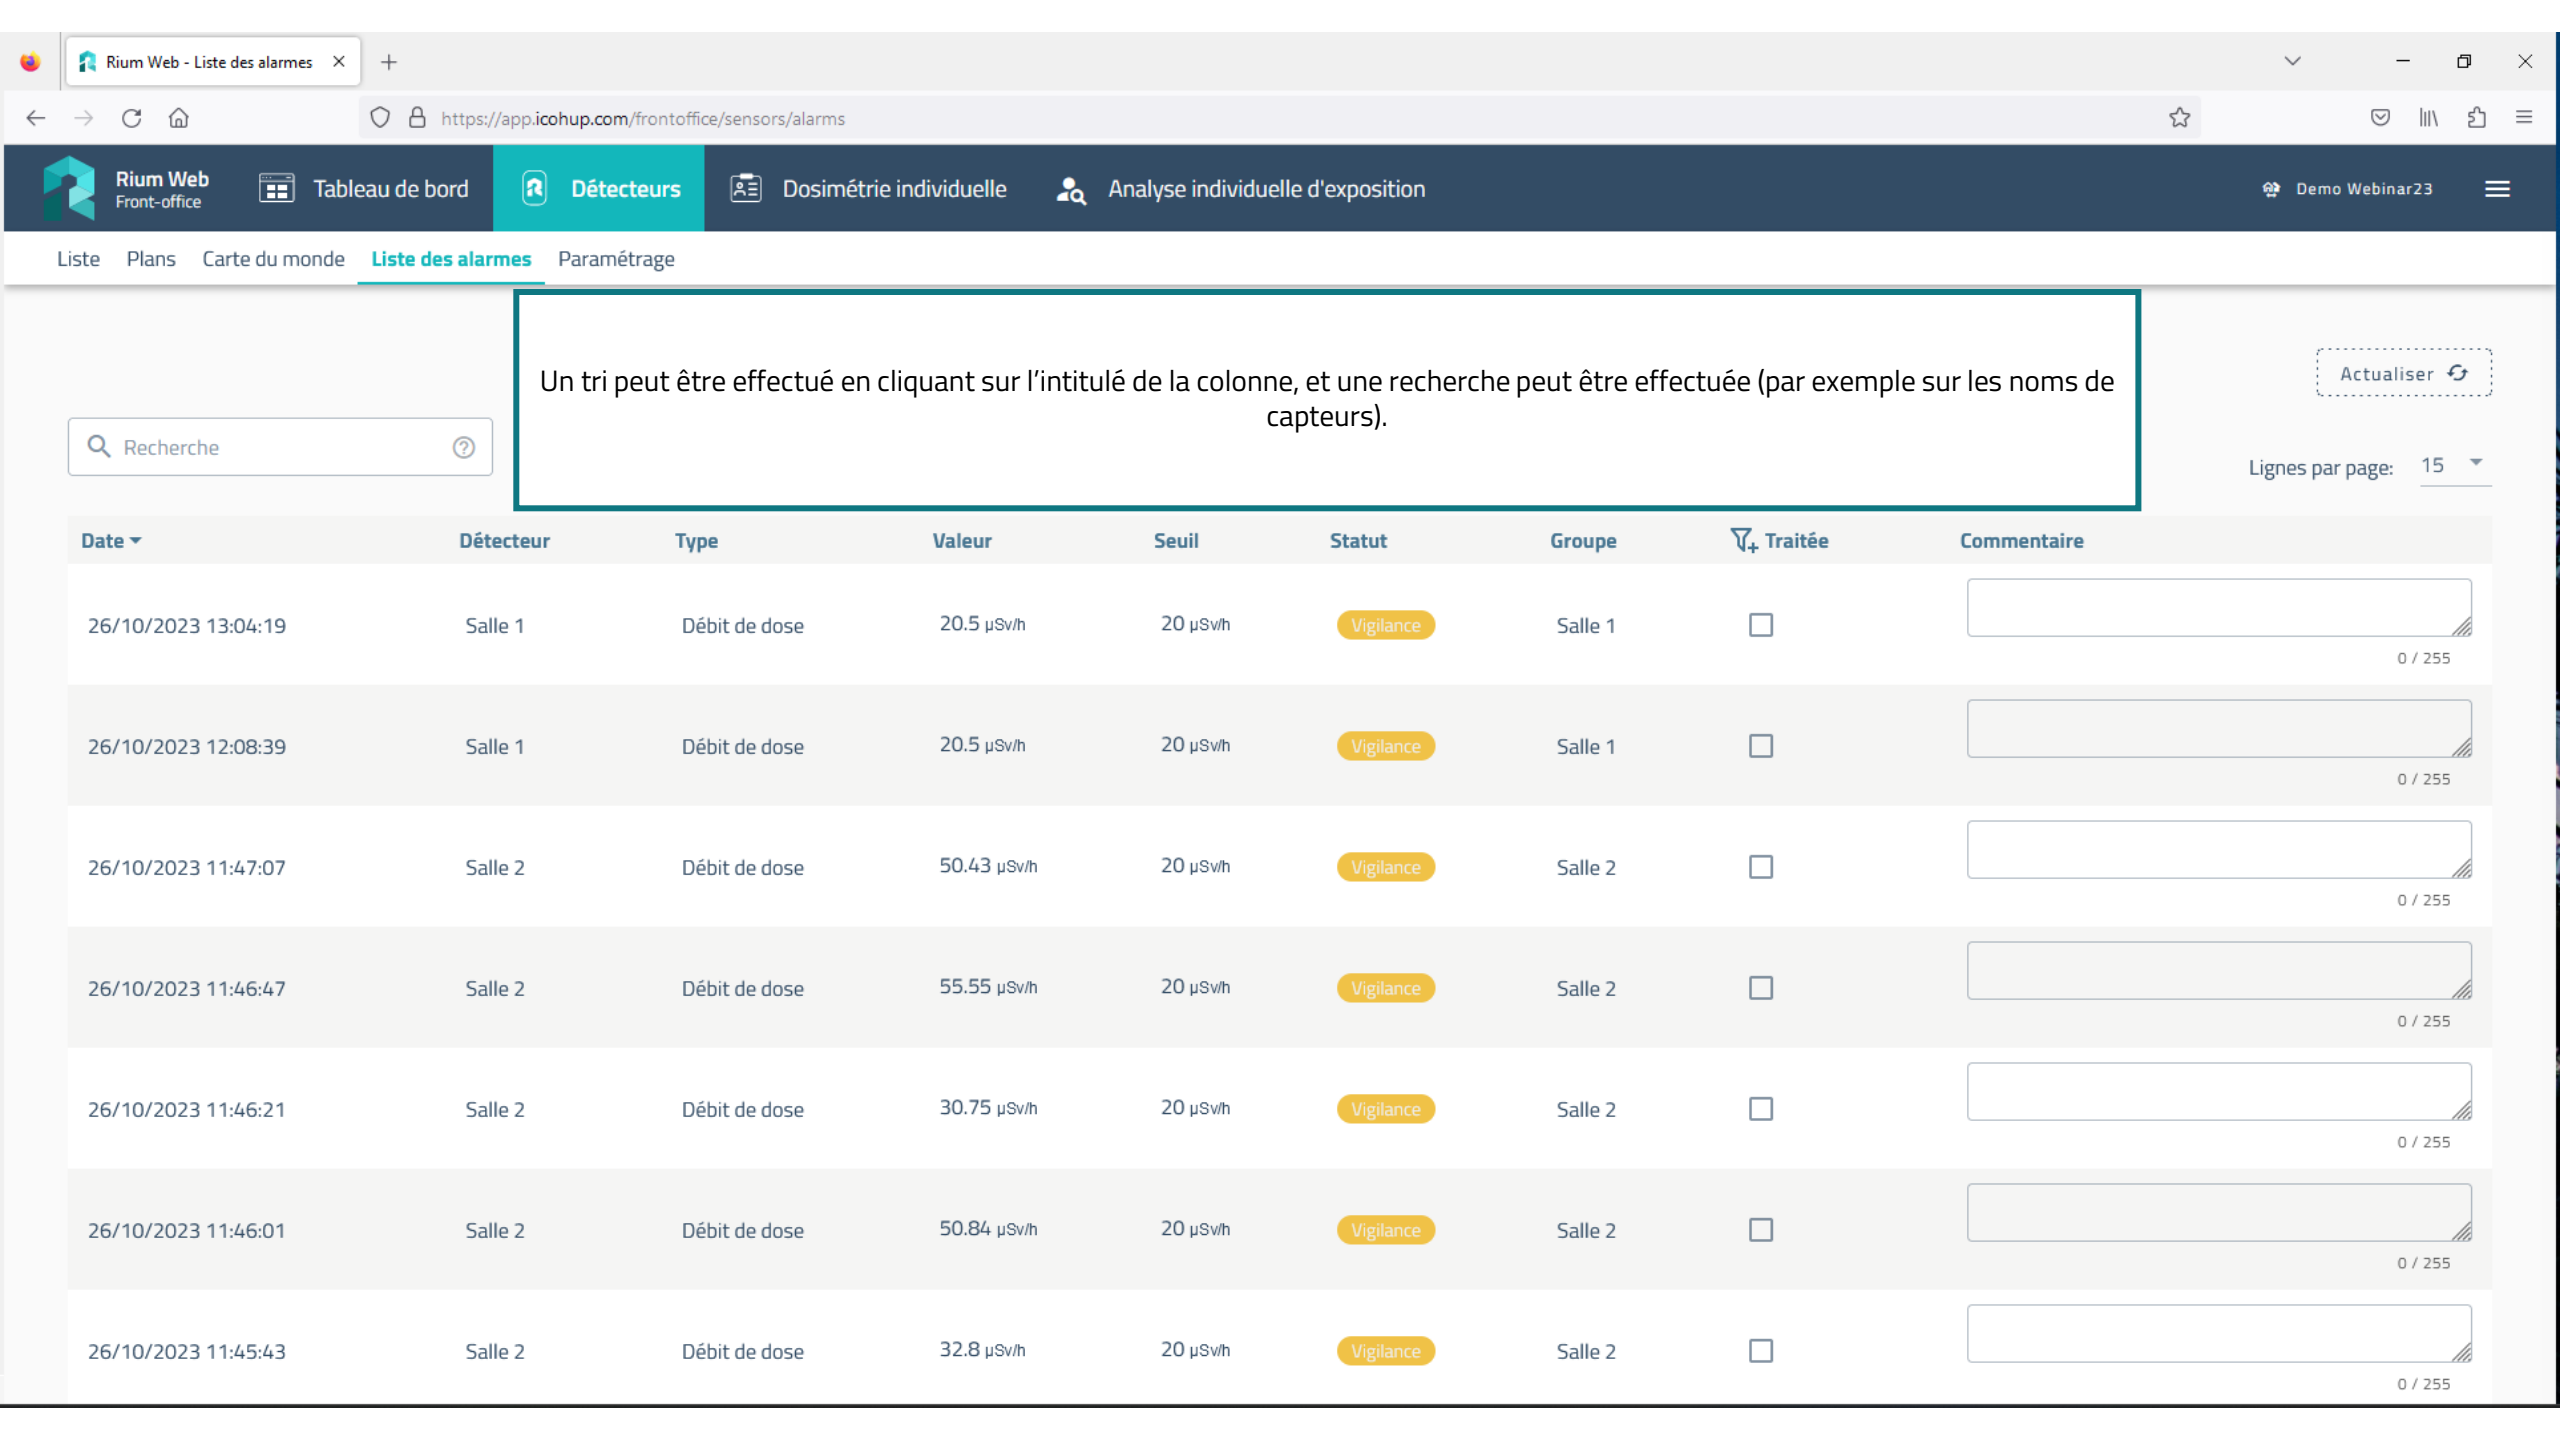 Rium Web - Liste des alarmes
https://app.icohup.com/frontoffice/sensors/alarms
Rium Web
Front-office
Tableau de bord
Détecteurs
Dosimétrie individuelle
Analyse individuelle d'exposition
Demo Webinar23
Liste Plans Carte du monde Liste des alarmes Paramétrage
Un tri peut être effectué en cliquant sur l’intitulé de la colonne, et une recherche peut être effectuée (par exemple sur les noms de
capteurs).
Actualiser
Recherche
Lignes par page: 15
Date Détecteur Type Valeur Seuil Statut Groupe Traitée Commentaire
26/10/2023 13:04:19 Salle 1 Débit de dose 20.5 µSv/h 20 µSv/h Vigilance Salle 1
0 / 255
26/10/2023 12:08:39 Salle 1 Débit de dose 20.5 µSv/h 20 µSv/h Vigilance Salle 1
0 / 255
26/10/2023 11:47:07 Salle 2 Débit de dose 50.43 µSv/h 20 µSv/h Vigilance Salle 2
0 / 255
26/10/2023 11:46:47 Salle 2 Débit de dose 55.55 µSv/h 20 µSv/h Vigilance Salle 2
0 / 255
26/10/2023 11:46:21 Salle 2 Débit de dose 30.75 µSv/h 20 µSv/h Vigilance Salle 2
0 / 255
26/10/2023 11:46:01 Salle 2 Débit de dose 50.84 µSv/h 20 µSv/h Vigilance Salle 2
0 / 255
26/10/2023 11:45:43 Salle 2 Débit de dose 32.8 µSv/h 20 µSv/h Vigilance Salle 2
0 / 255